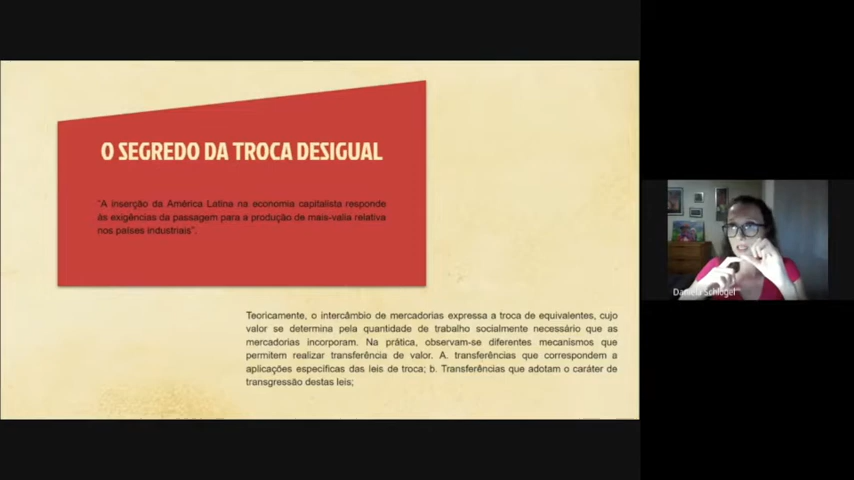 O SEGREDO DA TROCA DESIGUAL
"A inserção da América Latina na economia capitalista responde
às exigências da passagem para a produção de mais-valia relativa
nos países industriais".
Teoricamente, o intercâmbio de mercadorias expressa a troca de equivalentes, cujo
valor se determina pela quantidade de trabalho socialmente necessário que as
mercadorias incorporam. Na prática, observam-se diferentes mecanismos que
permitem realizar transferência de valor. A. transferências que correspondem a
aplicações específicas das leis de troca; b. Transferências que adotam o caráter de
transgressão destas leis;
Daniela Schlogel